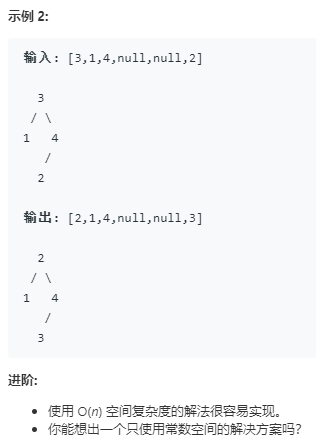 示例 2:
输入: [3,1,4,null,null,2]
3
/ \
1   4
/
2
输出: [2,1,4,null,null,3]
2
/ \
1   4
/
3
进阶:
• 使用 O(n) 空间复杂度的解法很容易实现。
• 你能想出一个只使用常数空间的解决方案吗?